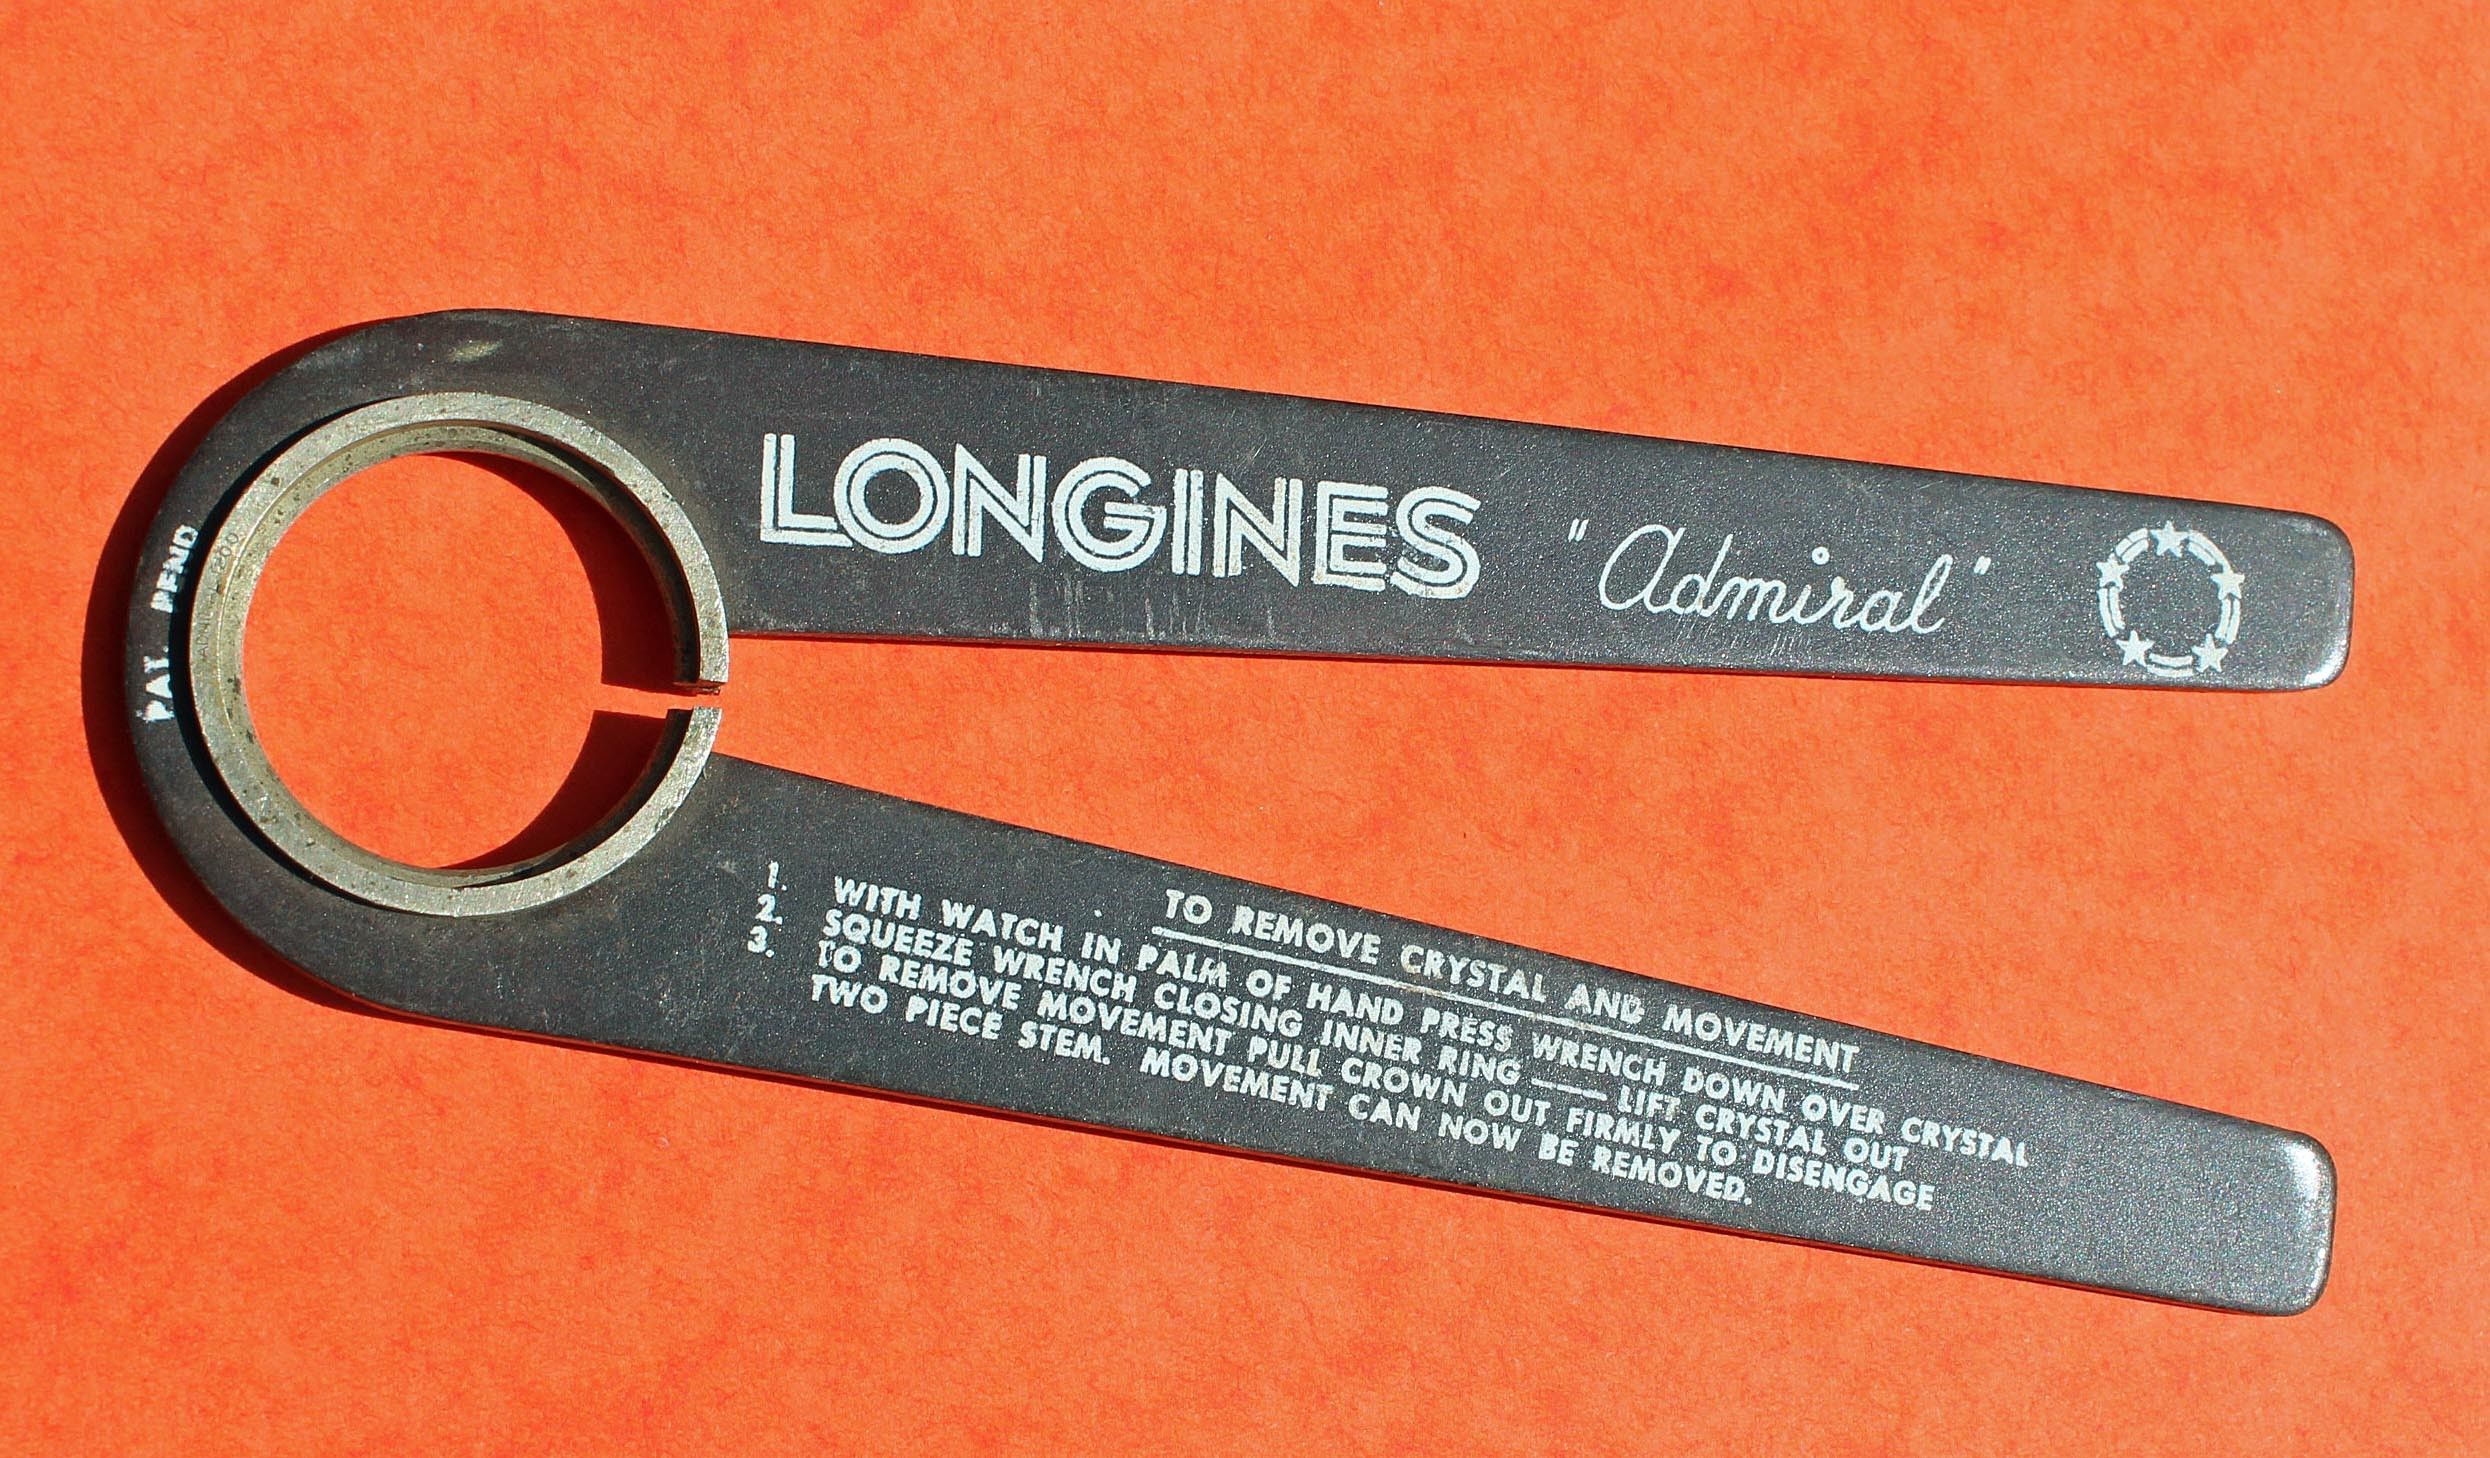 LONGINES "Admiral"
PAT. PEND
TO REMOVE CRYSTAL AND MOVEMENT
1. WITH WATCH IN PALM OF HAND PRESS WRENCH DOWN OVER CRYSTAL
2. SQUEEZE WRENCH CLOSING INNER RING — LIFT CRYSTAL OUT
3. TO REMOVE MOVEMENT PULL CROWN OUT FIRMLY TO DISENGAGE
TWO PIECE STEM. MOVEMENT CAN NOW BE REMOVED.